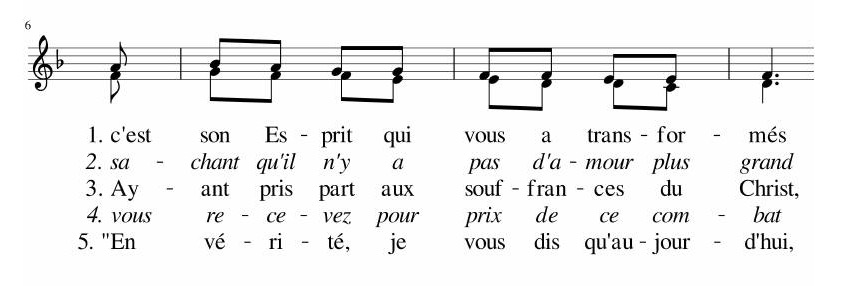 6
1. c'est son Es - prit qui vous a trans - for - més
2. sa - chant qu'il n'y a pas d'a - mour plus grand
3. Ay - ant pris part aux souf - fran - ces du Christ,
4. vous re - ce - vez pour prix de ce com - bat
5. "En vé - ri - té, je vous dis qu'au - jour - d'hui,